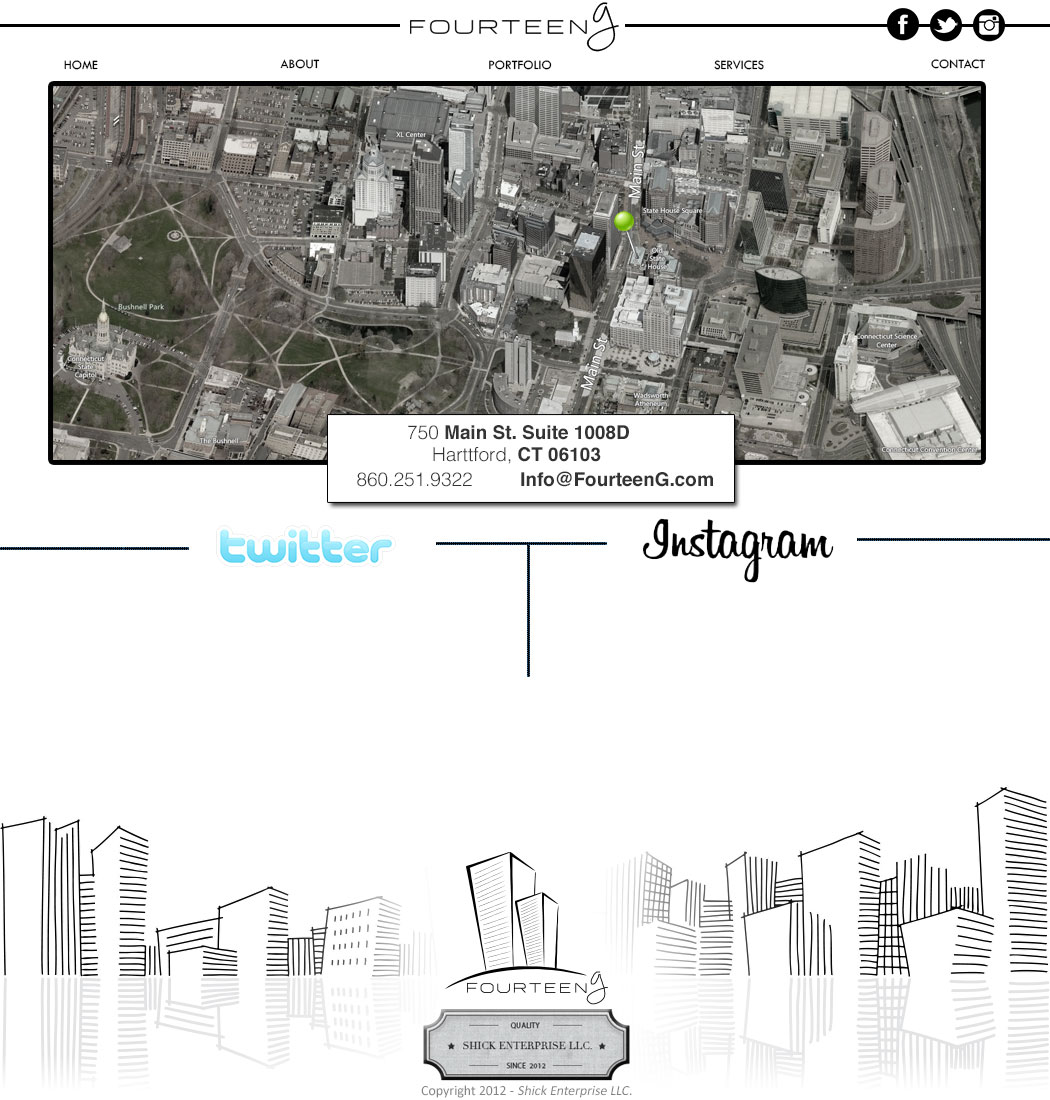 FOURTEENg
HOME ABOUT PORTFOLIO SERVICES CONTACT
XL Center
Main St
State House Square
Old
State
House
Bushnell Park
Connecticut
State
Capitol
Connecticut Science
Center
Main St
Wadsworth
Atheneum
The Bushnell
Connecticut Convention Center
750 Main St. Suite 1008D
Harttford, CT 06103
860.251.9322 Info@FourteenG.com
twitter Instagram
FOURTEENg
QUALITY
★ SHICK ENTERPRISE LLC. ★
SINCE 2012
Copyright 2012 - Shick Enterprise LLC.